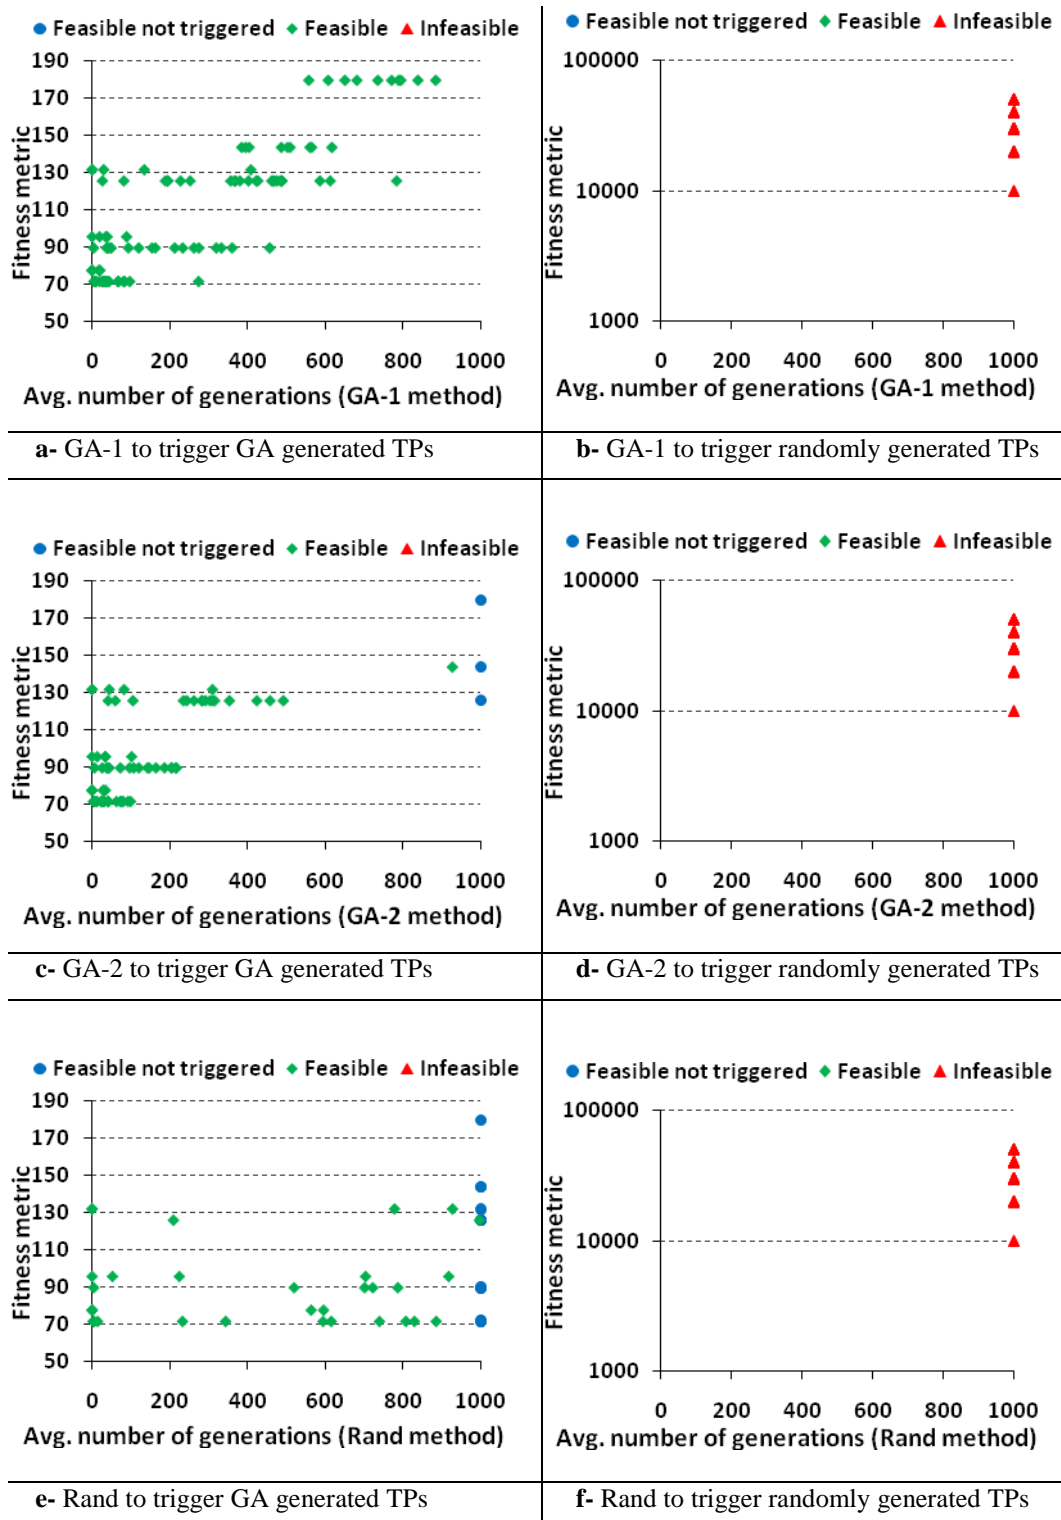 Feasible not triggered Feasible Infeasible
190
170
150
130
110
90
70
50
Fitness metric
0 200 400 600 800 1000
Avg. number of generations (GA-1 method)
a- GA-1 to trigger GA generated TPs
Feasible not triggered Feasible Infeasible
100000
10000
1000
Fitness metric
0 200 400 600 800 1000
Avg. number of generations (GA-1 method)
b- GA-1 to trigger randomly generated TPs
Feasible not triggered Feasible Infeasible
190
170
150
130
110
90
70
50
Fitness metric
0 200 400 600 800 1000
Avg. number of generations (GA-2 method)
c- GA-2 to trigger GA generated TPs
Feasible not triggered Feasible Infeasible
100000
10000
1000
Fitness metric
0 200 400 600 800 1000
Avg. number of generations (GA-2 method)
d- GA-2 to trigger randomly generated TPs
Feasible not triggered Feasible Infeasible
190
170
150
130
110
90
70
50
Fitness metric
0 200 400 600 800 1000
Avg. number of generations (Rand method)
e- Rand to trigger GA generated TPs
Feasible not triggered Feasible Infeasible
100000
10000
1000
Fitness metric
0 200 400 600 800 1000
Avg. number of generations (Rand method)
f- Rand to trigger randomly generated TPs